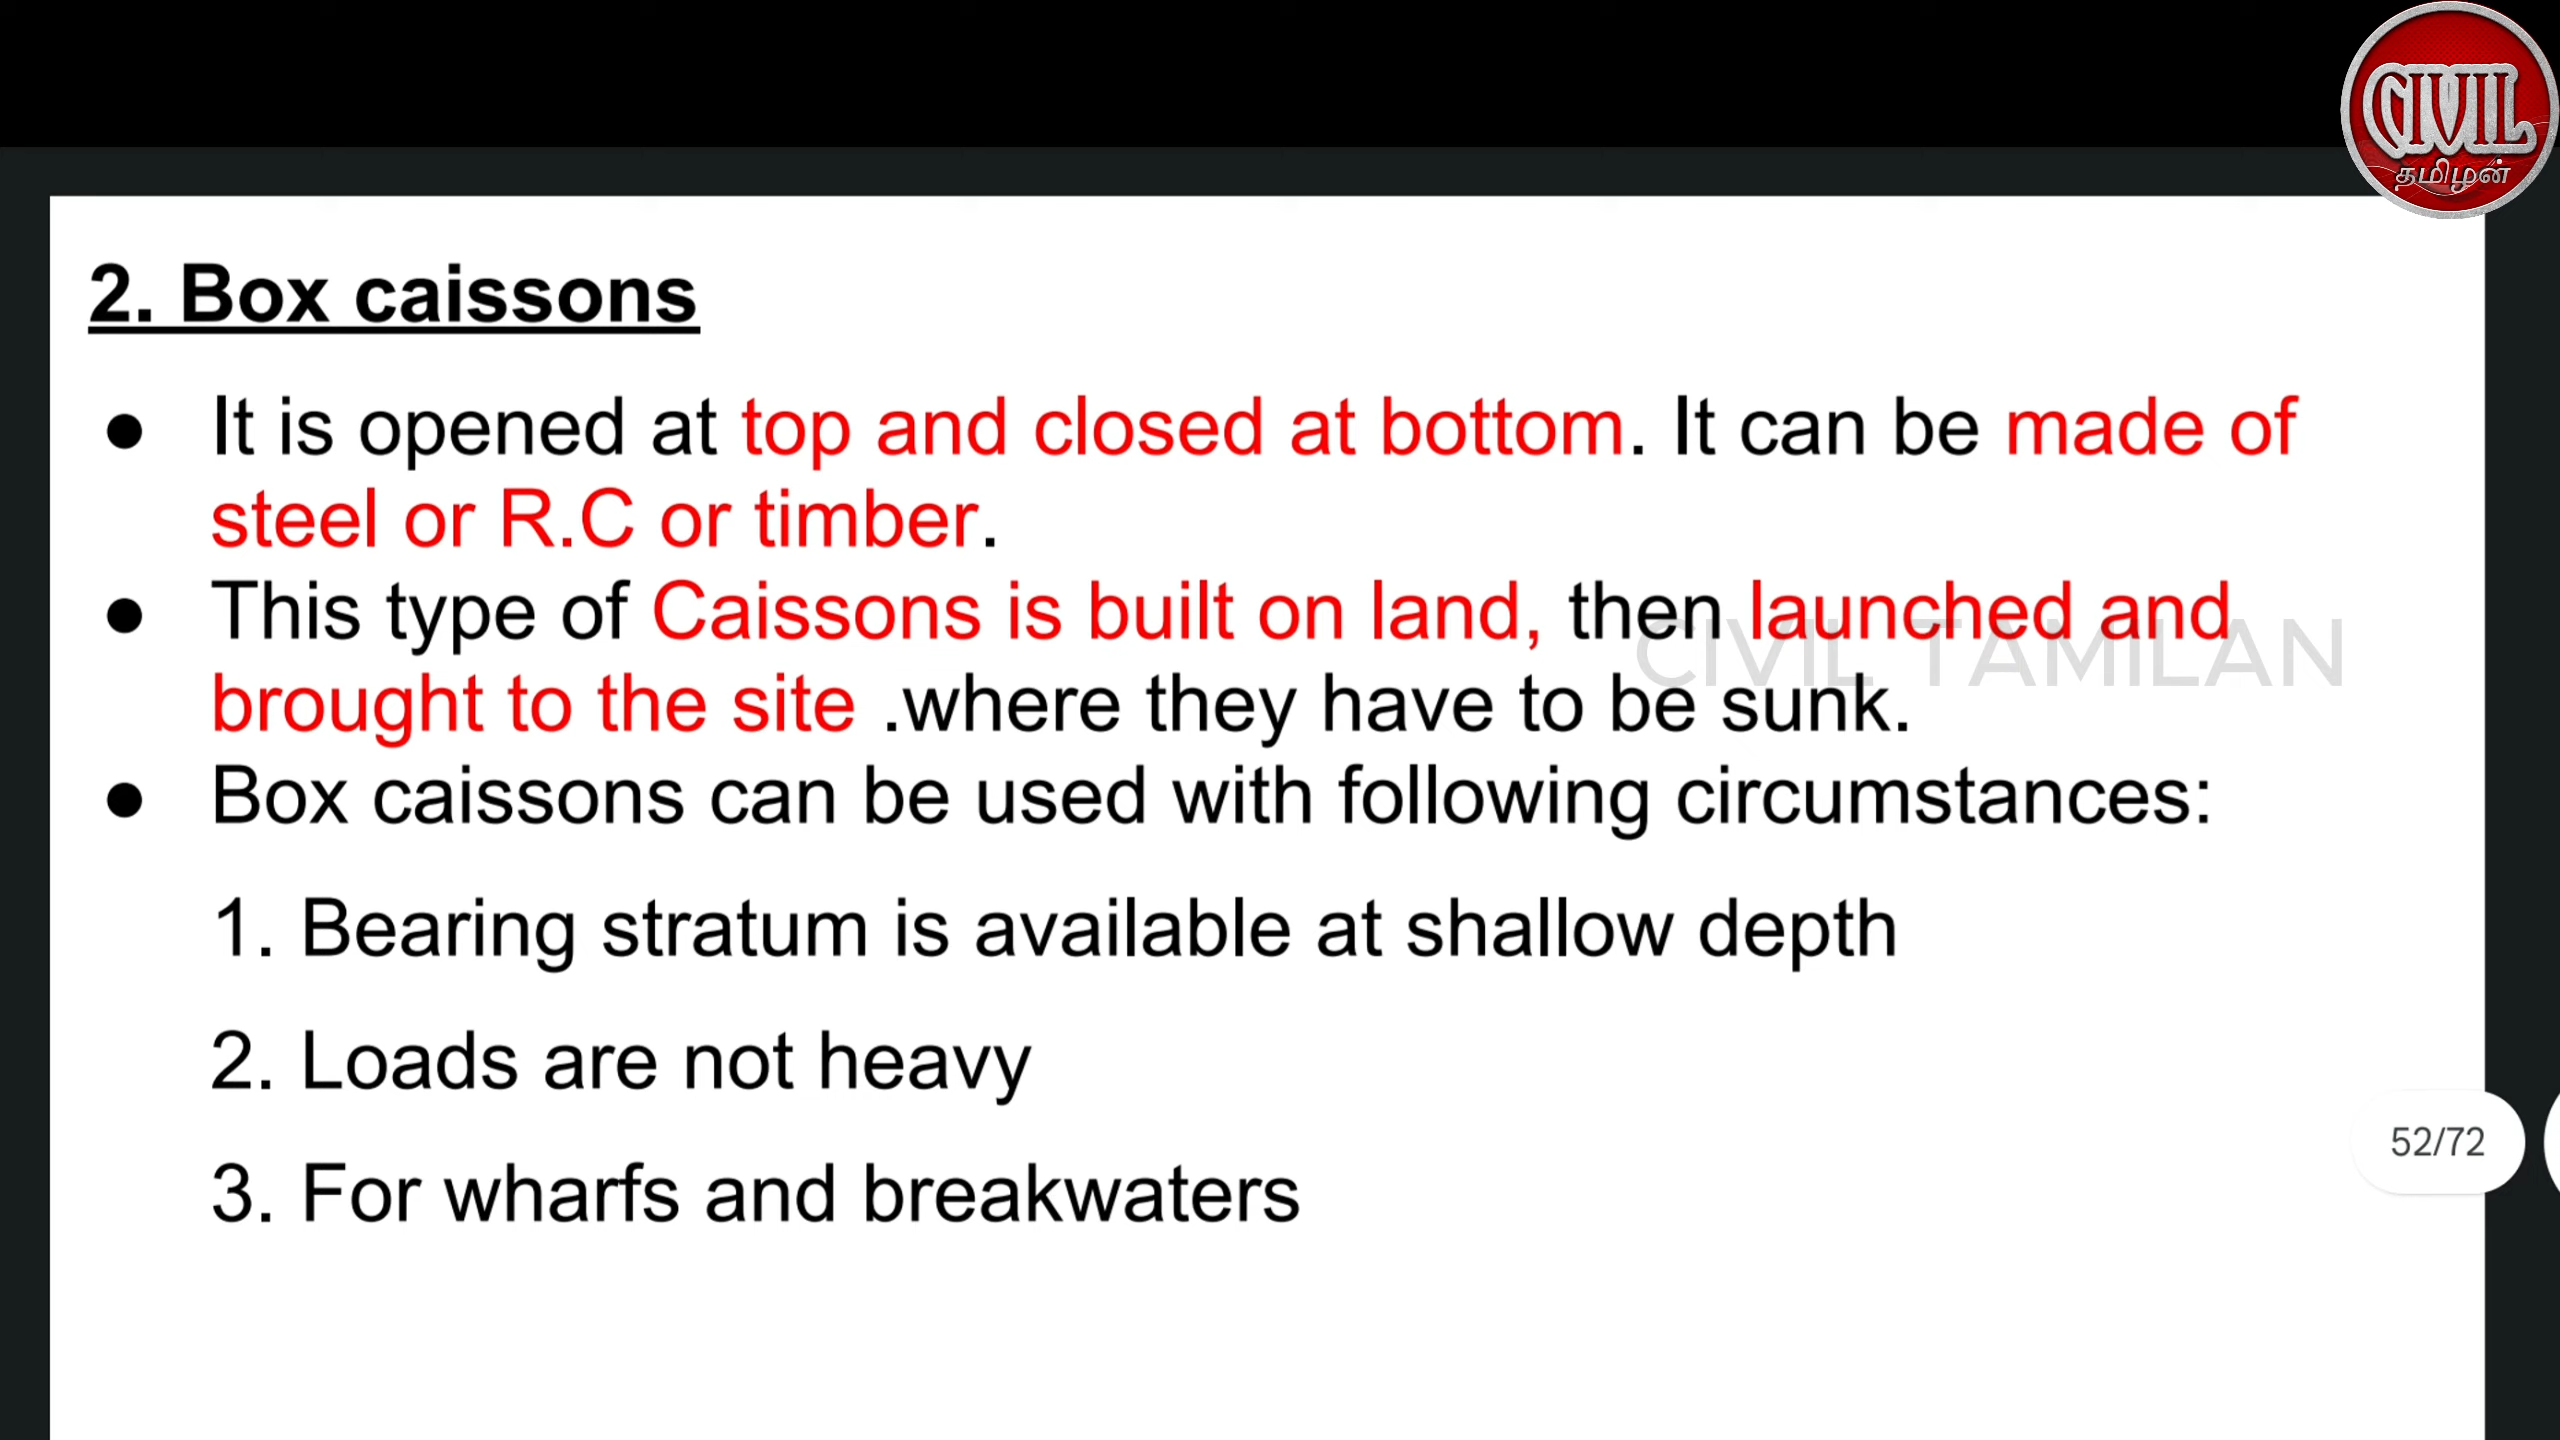 CIVIL
தமிழன்
2. Box caissons
● It is opened at top and closed at bottom. It can be made of
steel or R.C or timber.
● This type of Caissons is built on land, then launched and
brought to the site .where they have to be sunk.
CIVIL TAMILAN
● Box caissons can be used with following circumstances:
1. Bearing stratum is available at shallow depth
2. Loads are not heavy
3. For wharfs and breakwaters
52/72